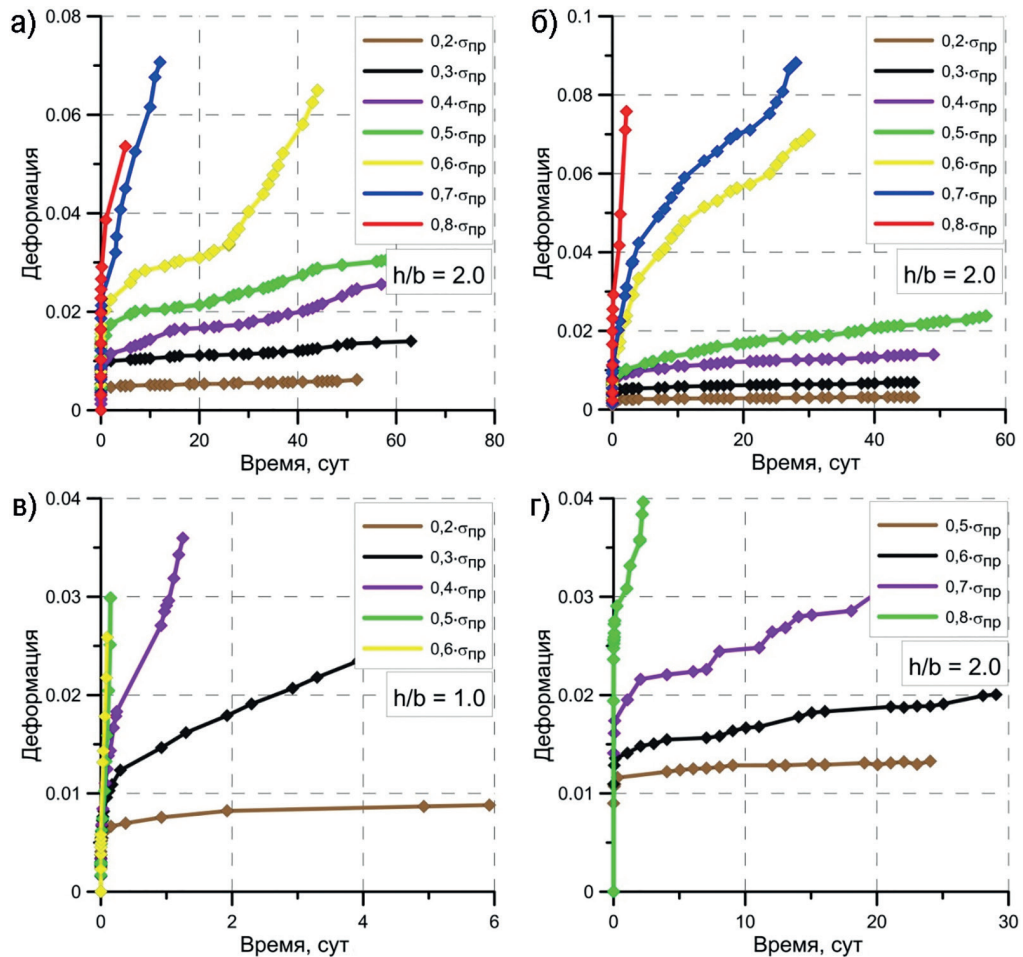 а)
0.08
0.06
0.04
0.02
0
Деформация
0 20 40 60 80
Время, сут
0,2·σпр
0,3·σпр
0,4·σпр
0,5·σпр
0,6·σпр
0,7·σпр
0,8·σпр
h/b = 2.0
б)
0.1
0.08
0.06
0.04
0.02
0
Деформация
0 20 40 60
Время, сут
0,2·σпр
0,3·σпр
0,4·σпр
0,5·σпр
0,6·σпр
0,7·σпр
0,8·σпр
h/b = 2.0
в)
0.04
0.03
0.02
0.01
0
Деформация
0 2 4 6
Время, сут
0,2·σпр
0,3·σпр
0,4·σпр
0,5·σпр
0,6·σпр
h/b = 1.0
г)
0.04
0.03
0.02
0.01
0
Деформация
0 10 20 30
Время, сут
0,5·σпр
0,6·σпр
0,7·σпр
0,8·σпр
h/b = 2.0